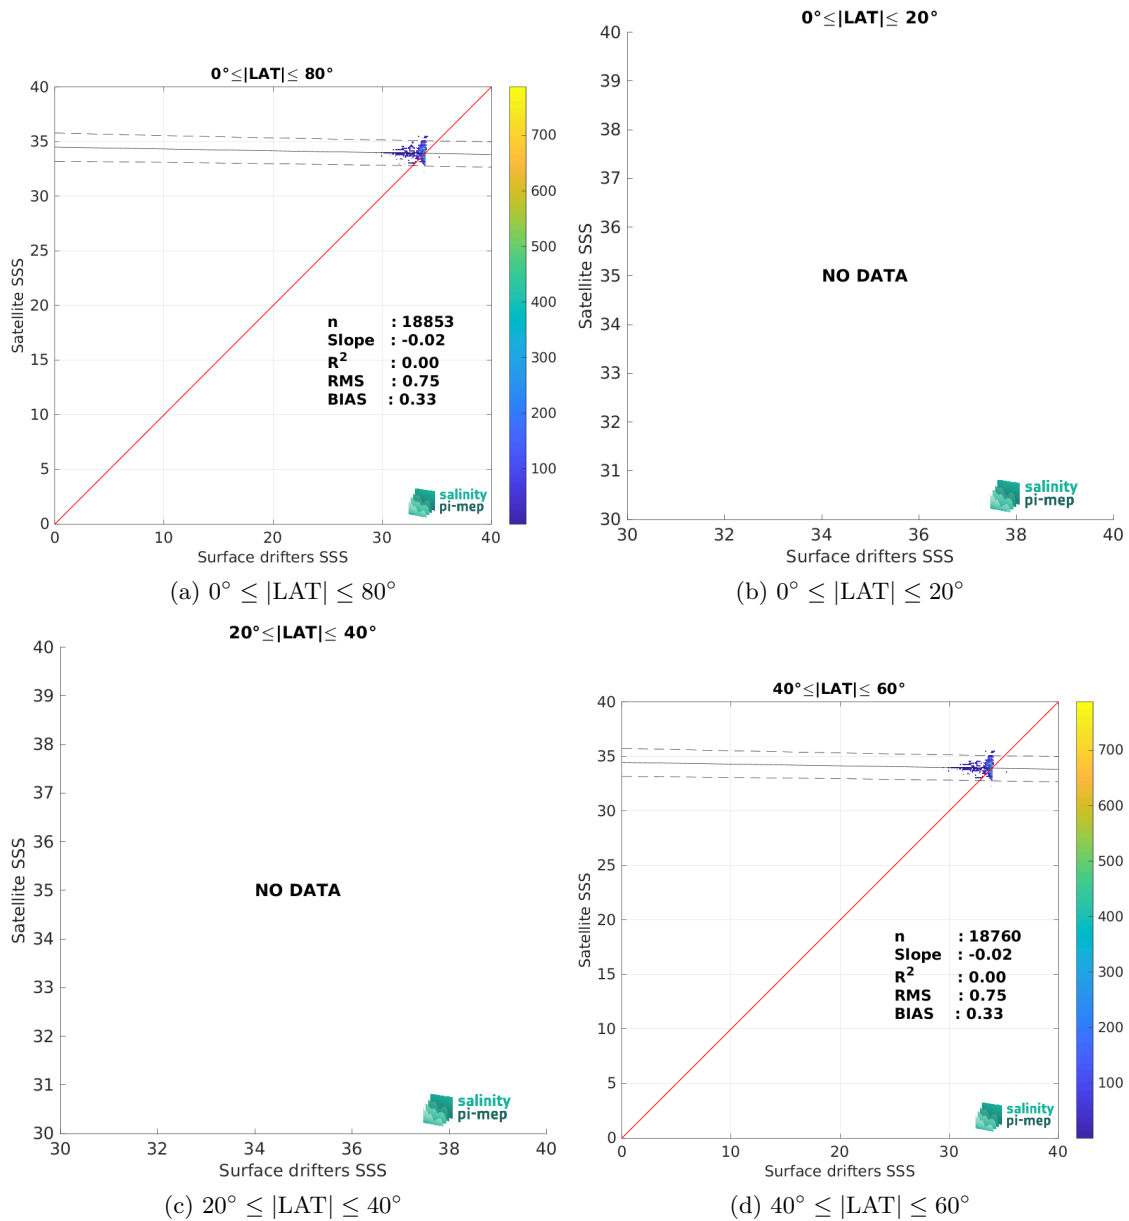 0°≤|LAT|≤ 80°
40
35
30
25
20
15
10
5
0
Satellite SSS
n : 18853
Slope : -0.02
R² : 0.00
RMS : 0.75
BIAS : 0.33
salinity
pi-mep
0 10 20 30 40
Surface drifters SSS
700
600
500
400
300
200
100
(a) 0° ≤ |LAT| ≤ 80°
0°≤|LAT|≤ 20°
40
39
38
37
36
35
34
33
32
31
30
Satellite SSS
NO DATA
salinity
pi-mep
30 32 34 36 38 40
Surface drifters SSS
(b) 0° ≤ |LAT| ≤ 20°
20°≤|LAT|≤ 40°
40
39
38
37
36
35
34
33
32
31
30
Satellite SSS
NO DATA
salinity
pi-mep
30 32 34 36 38 40
Surface drifters SSS
(c) 20° ≤ |LAT| ≤ 40°
40°≤|LAT|≤ 60°
40
35
30
25
20
15
10
5
0
Satellite SSS
n : 18760
Slope : -0.02
R² : 0.00
RMS : 0.75
BIAS : 0.33
salinity
pi-mep
0 10 20 30 40
Surface drifters SSS
700
600
500
400
300
200
100
(d) 40° ≤ |LAT| ≤ 60°